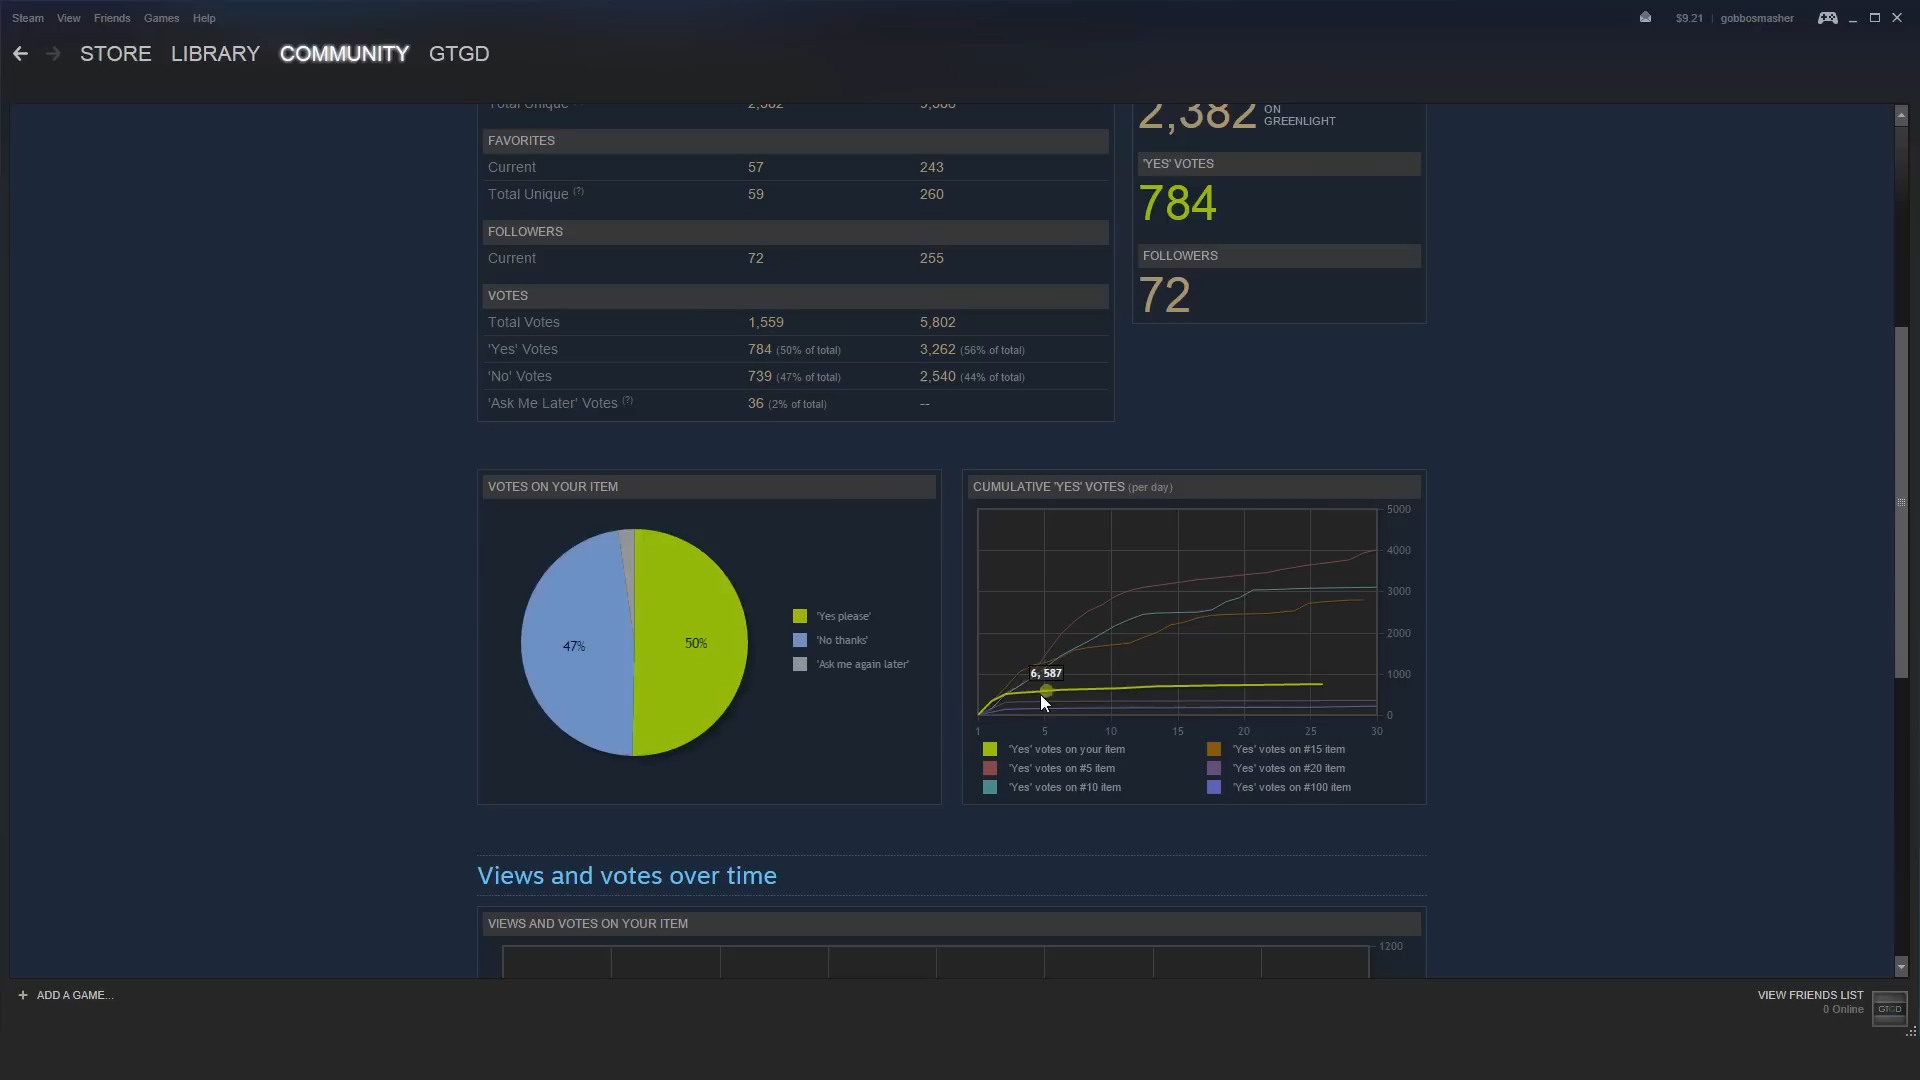 Steam View Friends Games Help
$9.21 | gobbosmasher
STORE LIBRARY COMMUNITY GTGD
Total Unique 2,382
2,382 ON GREENLIGHT
FAVORITES
Current 57 243
Total Unique (?) 59 260
FOLLOWERS
Current 72 255
VOTES
Total Votes 1,559 5,802
'Yes' Votes 784 (50% of total) 3,262 (56% of total)
'No' Votes 739 (47% of total) 2,540 (44% of total)
'Ask Me Later' Votes (?) 36 (2% of total) --
'YES' VOTES
784
FOLLOWERS
72
VOTES ON YOUR ITEM
47%
50%
'Yes please'
'No thanks'
'Ask me again later'
CUMULATIVE 'YES' VOTES (per day)
5000
4000
3000
2000
1000
0
6, 587
1 5 10 15 20 25 30
'Yes' votes on your item
'Yes' votes on #5 item
'Yes' votes on #10 item
'Yes' votes on #15 item
'Yes' votes on #20 item
'Yes' votes on #100 item
Views and votes over time
VIEWS AND VOTES ON YOUR ITEM
1200
+ ADD A GAME...
VIEW FRIENDS LIST
0 Online
GTGD